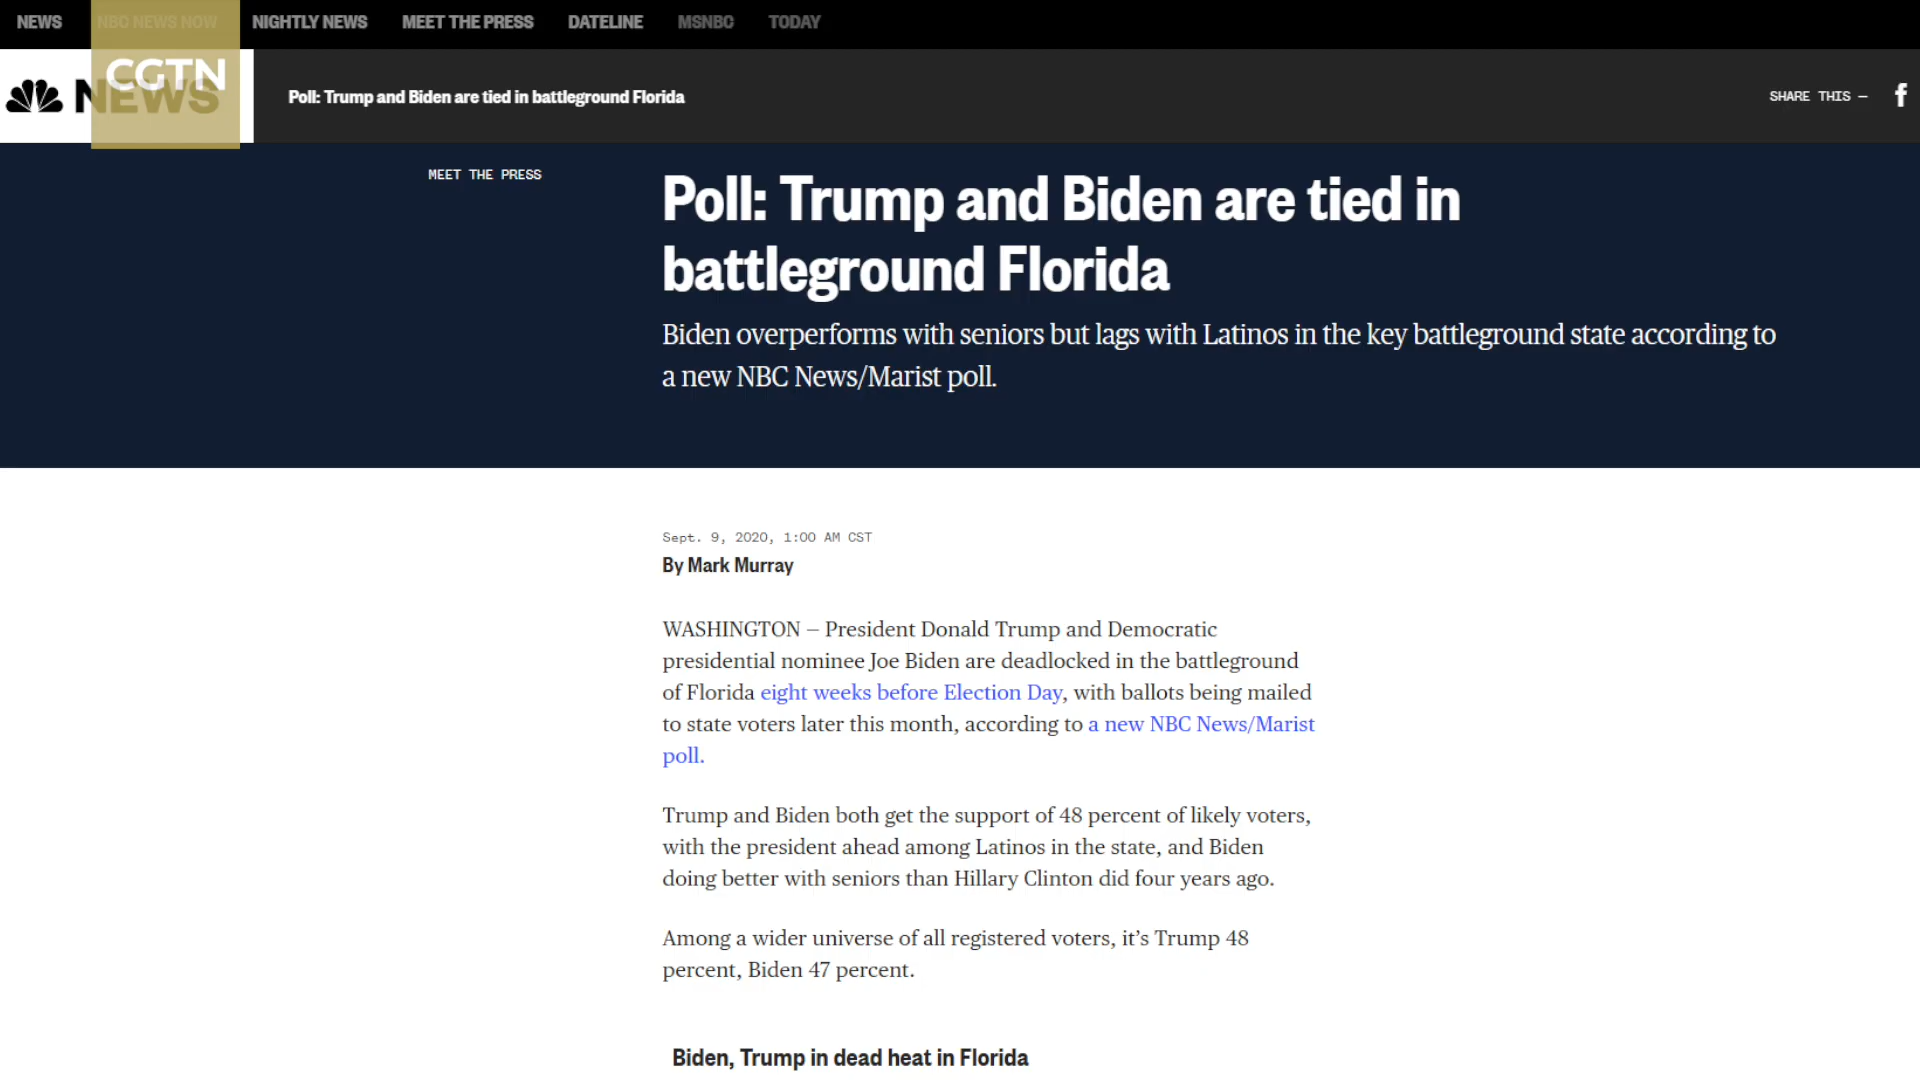 NEWS NBC NEWS NOW NIGHTLY NEWS MEET THE PRESS DATELINE MSNBC TODAY
CGTN
NEWS
Poll: Trump and Biden are tied in battleground Florida
SHARE THIS —
MEET THE PRESS
Poll: Trump and Biden are tied in
battleground Florida
Biden overperforms with seniors but lags with Latinos in the key battleground state according to
a new NBC News/Marist poll.
Sept. 9, 2020, 1:00 AM CST
By Mark Murray
WASHINGTON — President Donald Trump and Democratic
presidential nominee Joe Biden are deadlocked in the battleground
of Florida eight weeks before Election Day, with ballots being mailed
to state voters later this month, according to a new NBC News/Marist
poll.
Trump and Biden both get the support of 48 percent of likely voters,
with the president ahead among Latinos in the state, and Biden
doing better with seniors than Hillary Clinton did four years ago.
Among a wider universe of all registered voters, it’s Trump 48
percent, Biden 47 percent.
Biden, Trump in dead heat in Florida